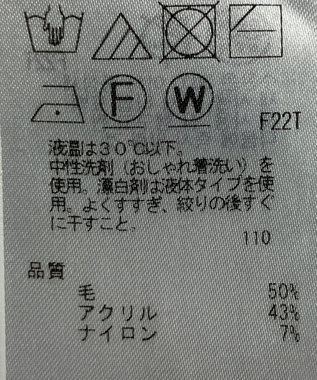 F W
F22T
液温は30℃以下。
中性洗剤（おしゃれ着洗い）を
使用。漂白剤は液体タイプを使
用。よくすすぎ、絞りの後すぐ
に干すこと。
110
品質
毛 50%
アクリル 43%
ナイロン 7%